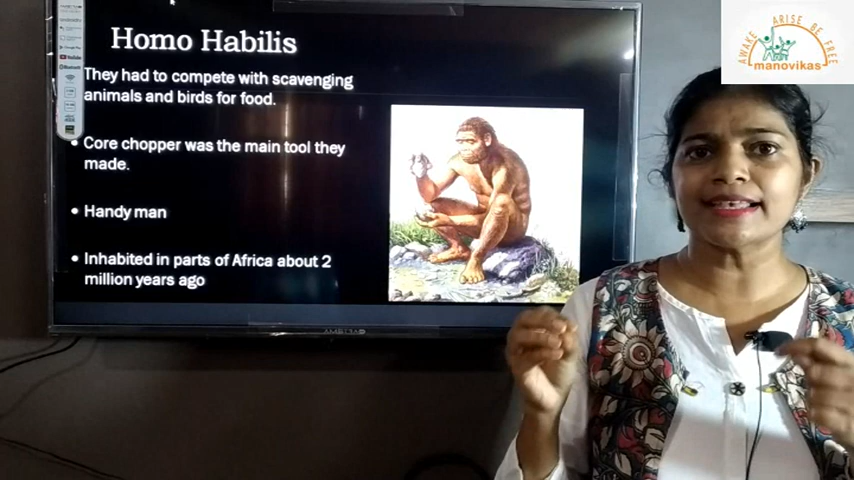 Homo Habilis
They had to compete with scavenging
animals and birds for food.
• Core chopper was the main tool they
made.
• Handy man
• Inhabited in parts of Africa about 2
million years ago
AWAKE ARISE BE FREE
manovikas